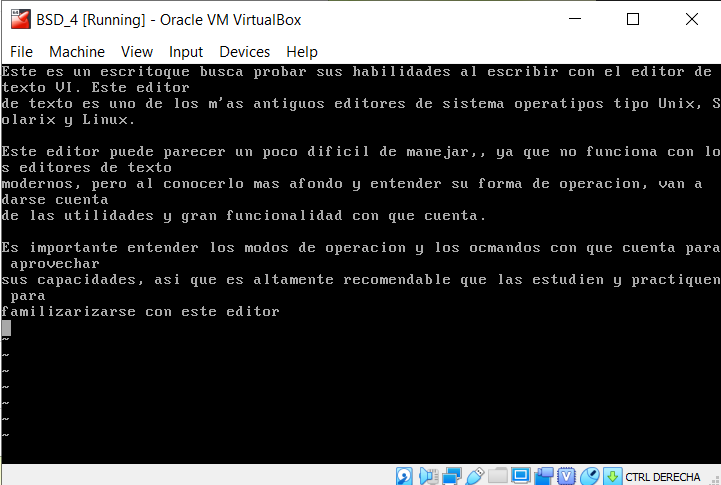 BSD_4 [Running] - Oracle VM VirtualBox
File Machine View Input Devices Help
Este es un escritoque busca probar sus habilidades al escribir con el editor de
texto VI. Este editor
de texto es uno de los m'as antiguos editores de sistema operatipos tipo Unix, S
olarix y Linux.
Este editor puede parecer un poco dificil de manejar,, ya que no funciona con lo
s editores de texto
modernos, pero al conocerlo mas afondo y entender su forma de operacion, van a
darse cuenta
de las utilidades y gran funcionalidad con que cuenta.
Es importante entender los modos de operacion y los ocmandos con que cuenta para
 aprovechar
sus capacidades, asi que es altamente recomendable que las estudien y practiquen
 para
familizarizarse con este editor
~
~
~
~
~
~
~
CTRL DERECHA